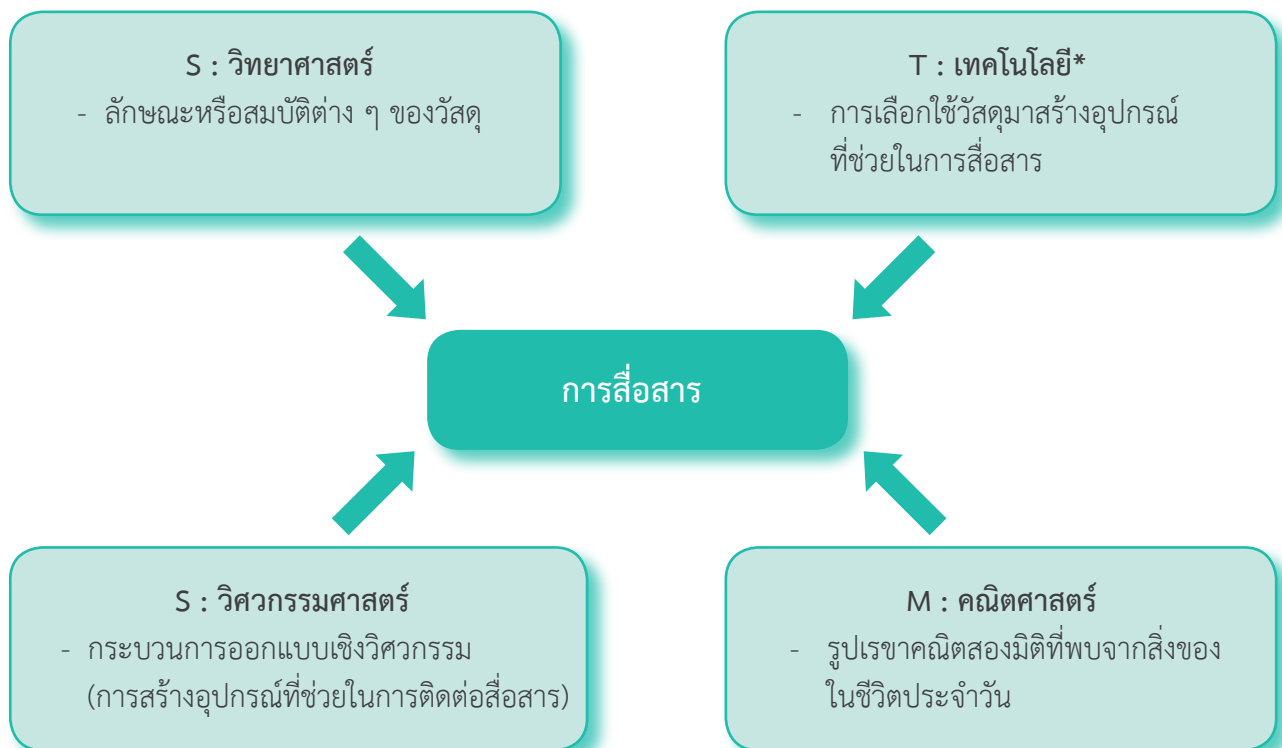 S : วิทยาศาสตร์
- ลักษณะหรือสมบัติต่าง ๆ ของวัสดุ
T : เทคโนโลยี*
- การเลือกใช้วัสดุมาสร้างอุปกรณ์
ที่ช่วยในการสื่อสาร
การสื่อสาร
S : วิศวกรรมศาสตร์
- กระบวนการออกแบบเชิงวิศวกรรม
(การสร้างอุปกรณ์ที่ช่วยในการติดต่อสื่อสาร)
M : คณิตศาสตร์
- รูปเรขาคณิตสองมิติที่พบจากสิ่งของ
ในชีวิตประจำวัน